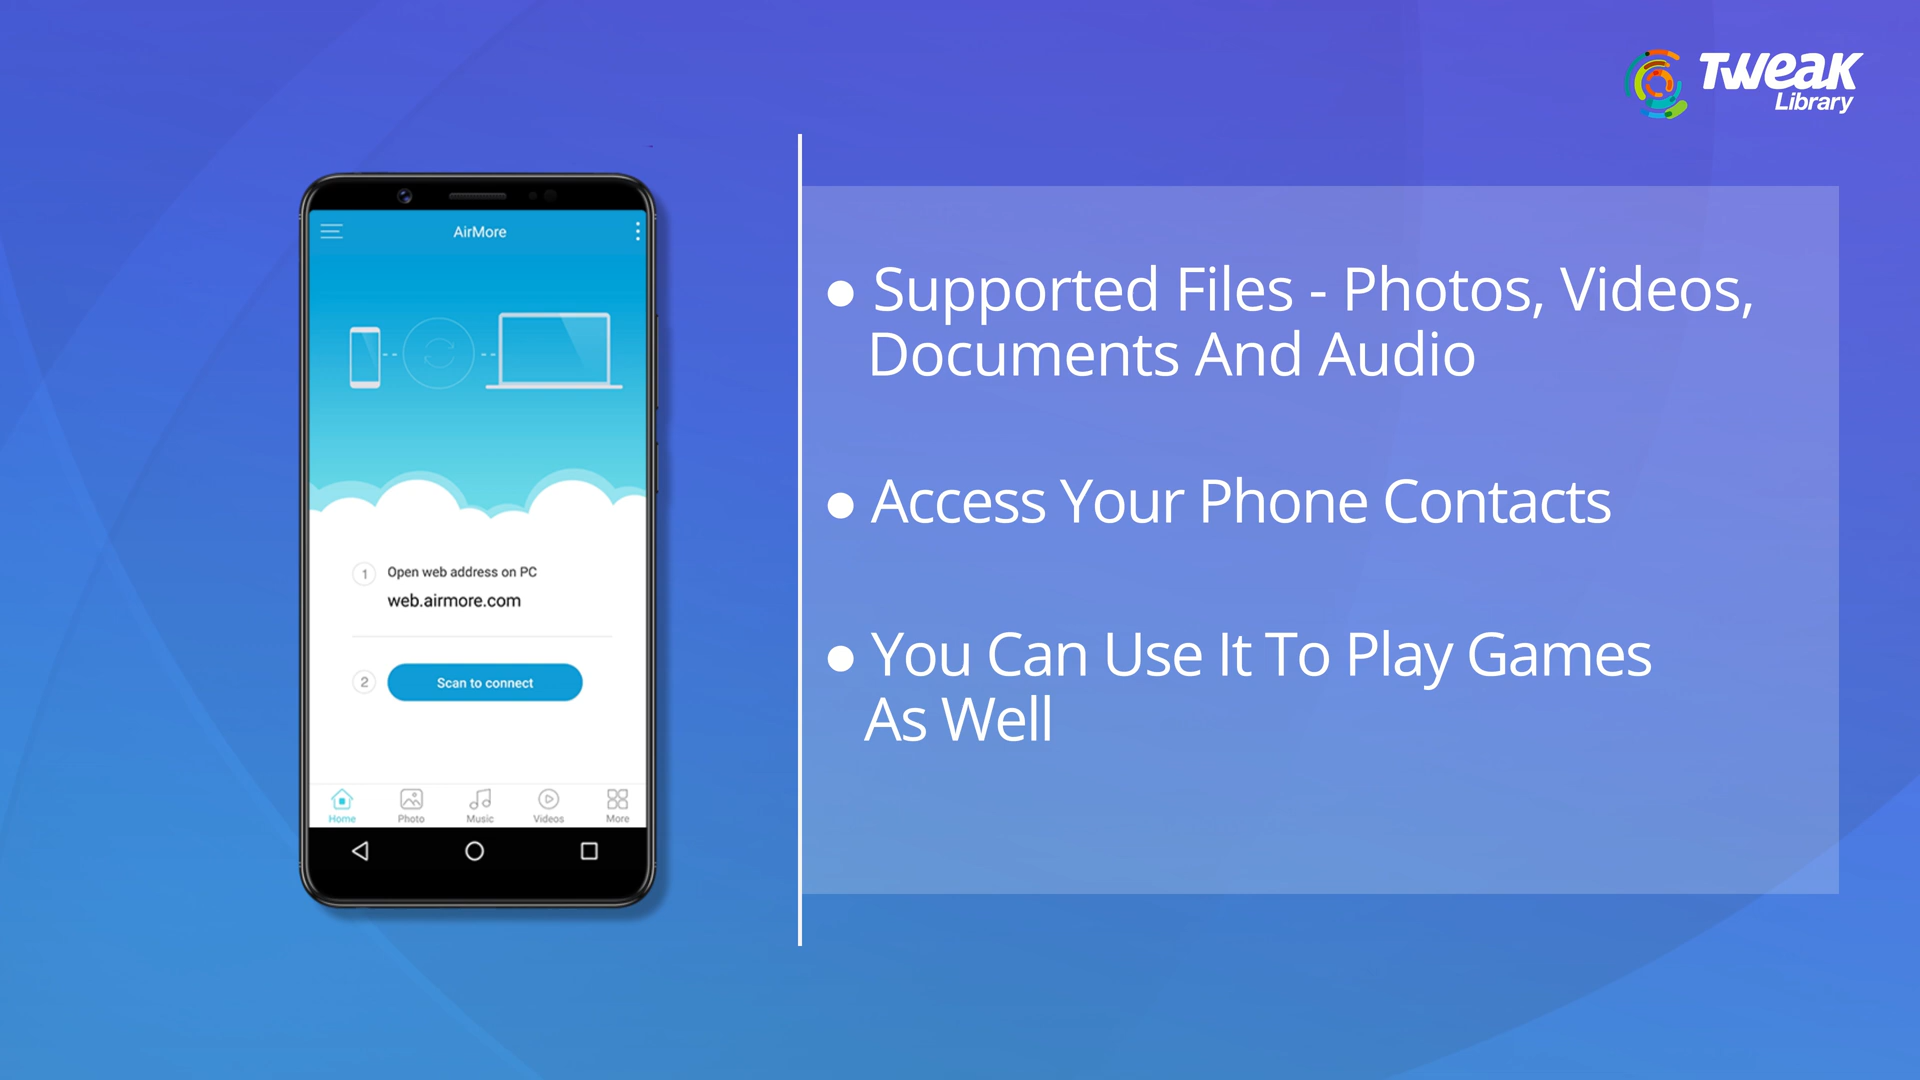 TWeaK
Library
AirMore
1 Open web address on PC
web.airmore.com
2 Scan to connect
Home Photo Music Videos More
● Supported Files - Photos, Videos,
Documents And Audio
● Access Your Phone Contacts
● You Can Use It To Play Games
As Well